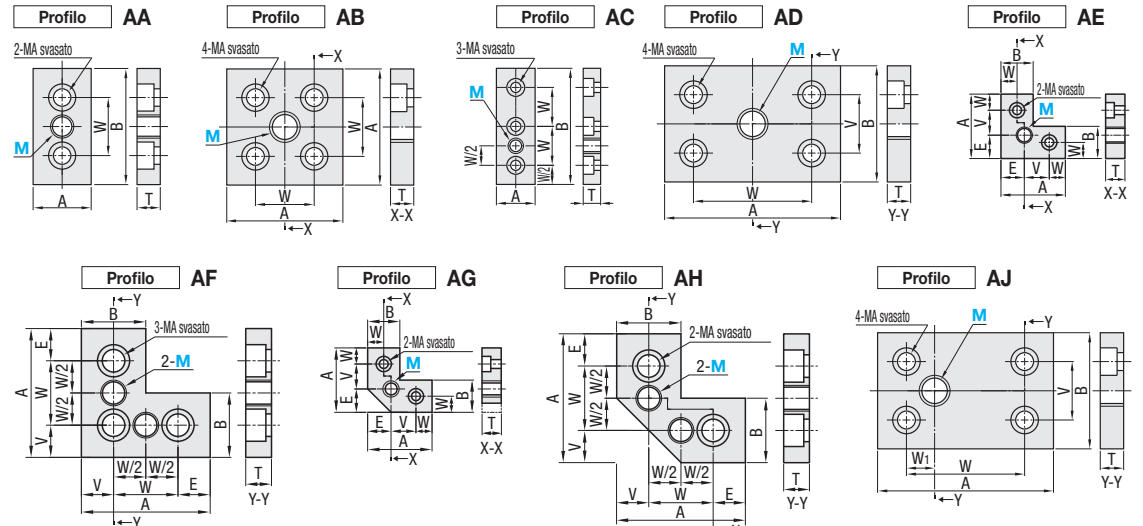 Profilo AA
2-MA svasato
M
W
B
A
T
Profilo AB
4-MA svasato
X
M
W
A
W
A
X
T
X-X
Profilo AC
3-MA svasato
M
W
W
W/2
W/2
B
A
T
Profilo AD
4-MA svasato
M
Y
V
B
W
A
Y
T
Y-Y
Profilo AE
X
B
W
2-MA svasato
M
A
W
V
E
B
W
E
V
W
A
X
T
X-X
Profilo AF
Y
B
3-MA svasato
2-M
E
A
W
W/2
W/2
V
B
W/2
W/2
V
W
E
A
Y
T
Y-Y
Profilo AG
X
B
W
2-MA svasato
M
A
W
V
E
B
W
E
V
W
A
X
T
X-X
Profilo AH
Y
B
2-MA svasato
2-M
E
A
W
W/2
W/2
V
B
W/2
W/2
V
W
E
A
T
Y-Y
Profilo AJ
4-MA svasato
M
Y
V
B
W1
W
A
Y
T
Y-Y